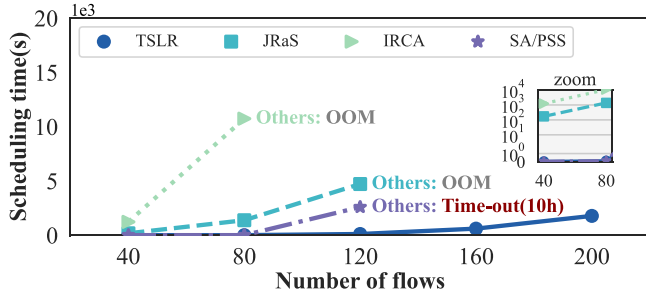 1e3
20
15
10
5
0
Scheduling time(s)
TSLR
JRaS
IRCA
SA/PSS
Others: OOM
Others: OOM
Others: Time-out(10h)
zoom
10^4
10^3
10^2
10^1
10^0
40 80
40 80 120 160 200
Number of flows